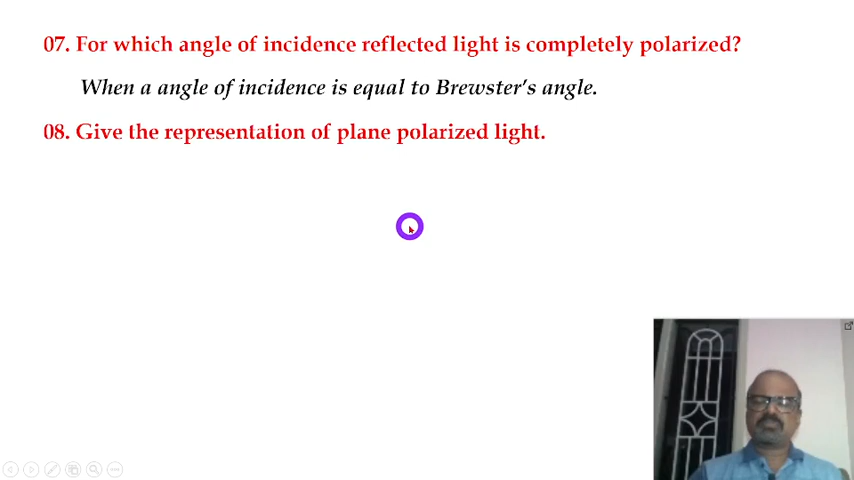 07. For which angle of incidence reflected light is completely polarized?
When a angle of incidence is equal to Brewster's angle.
08. Give the representation of plane polarized light.